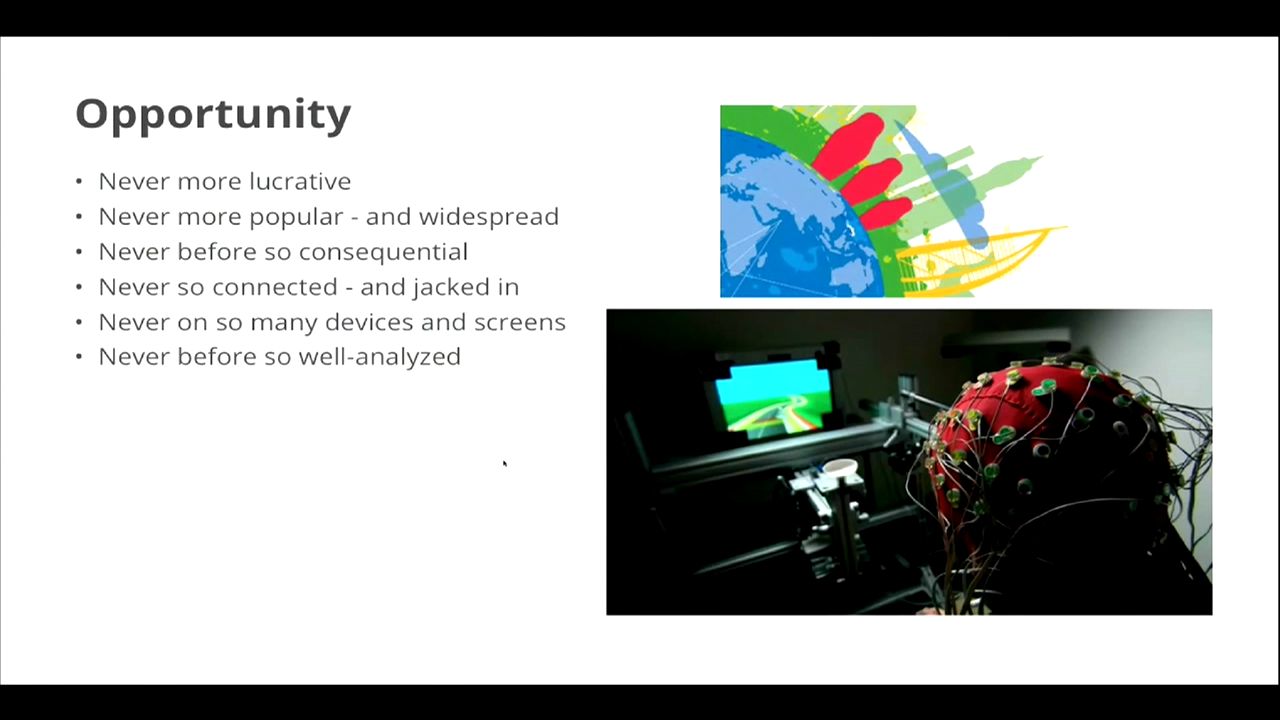 Opportunity
• Never more lucrative
• Never more popular - and widespread
• Never before so consequential
• Never so connected - and jacked in
• Never on so many devices and screens
• Never before so well-analyzed